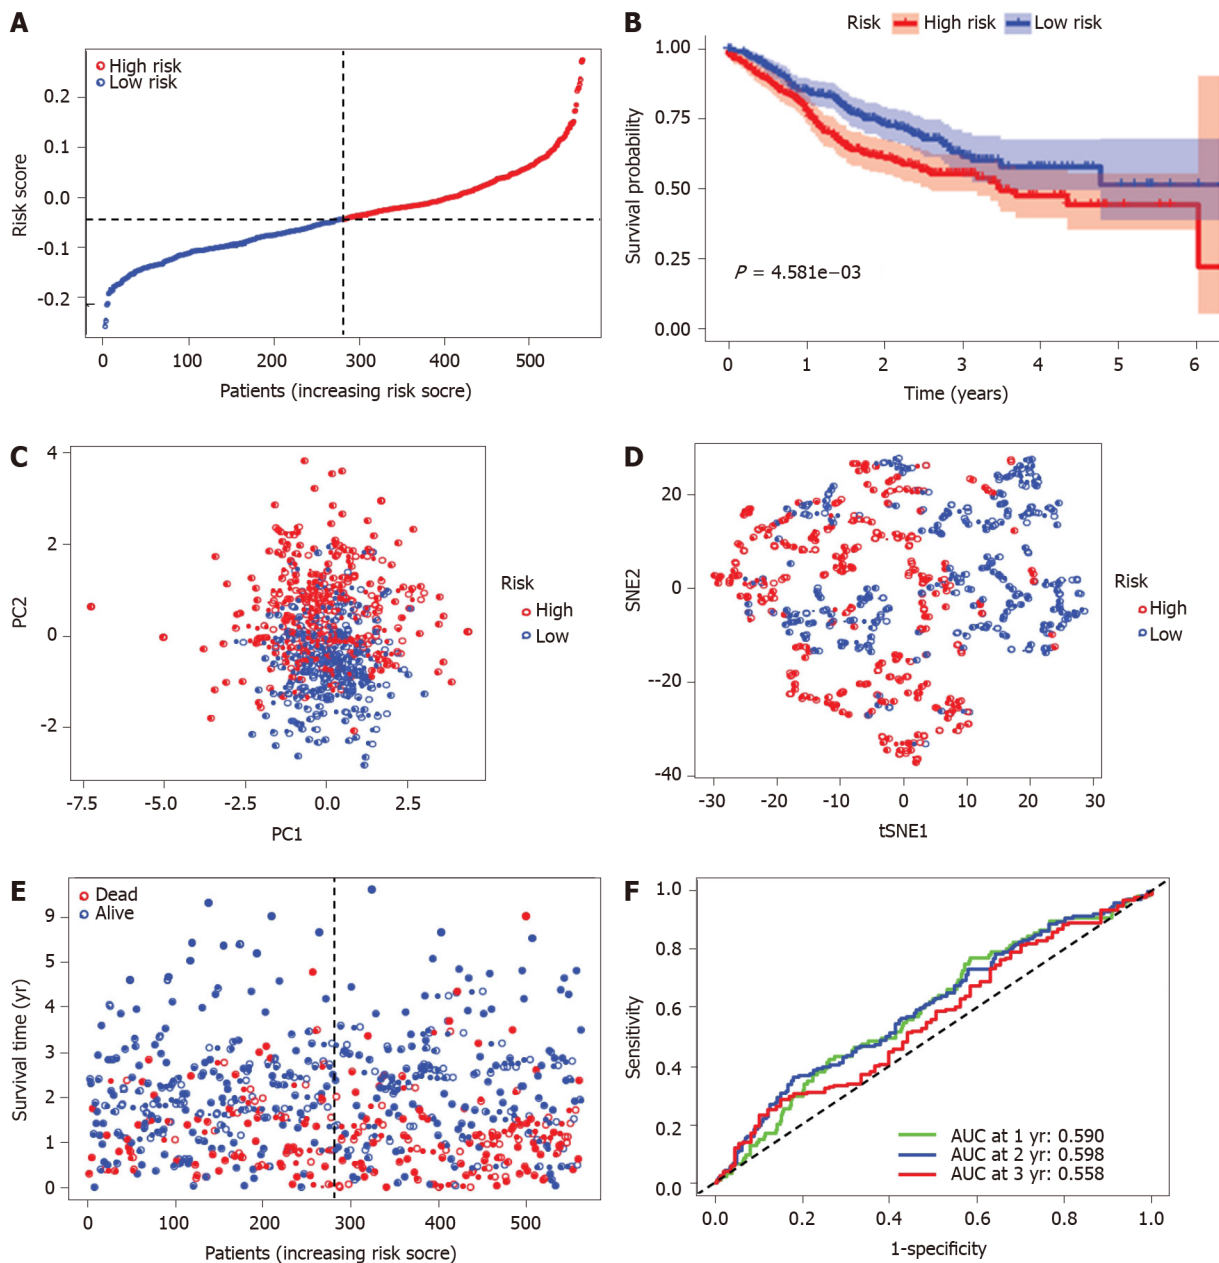 A
High risk
Low risk
0.2
0.1
0.0
-0.1
-0.2
Risk score
0 100 200 300 400 500
Patients (increasing risk socre)
B
Risk High risk Low risk
1.00
0.75
0.50
0.25
0.00
Survival probability
P = 4.581e−03
0 1 2 3 4 5 6
Time (years)
C
4
2
0
-2
PC2
-7.5 -5.0 0.0 2.5
PC1
Risk
High
Low
D
20
0
--20
-40
SNE2
-30 -20 -10 0 10 20 30
tSNE1
Risk
High
Low
E
Dead
Alive
9
5
4
3
2
1
0
Survival time (yr)
0 100 200 300 400 500
Patients (increasing risk socre)
F
1.0
0.8
0.6
0.4
0.2
0.0
Sensitivity
AUC at 1 yr: 0.590
AUC at 2 yr: 0.598
AUC at 3 yr: 0.558
0.0 0.2 0.4 0.6 0.8 1.0
1-specificity